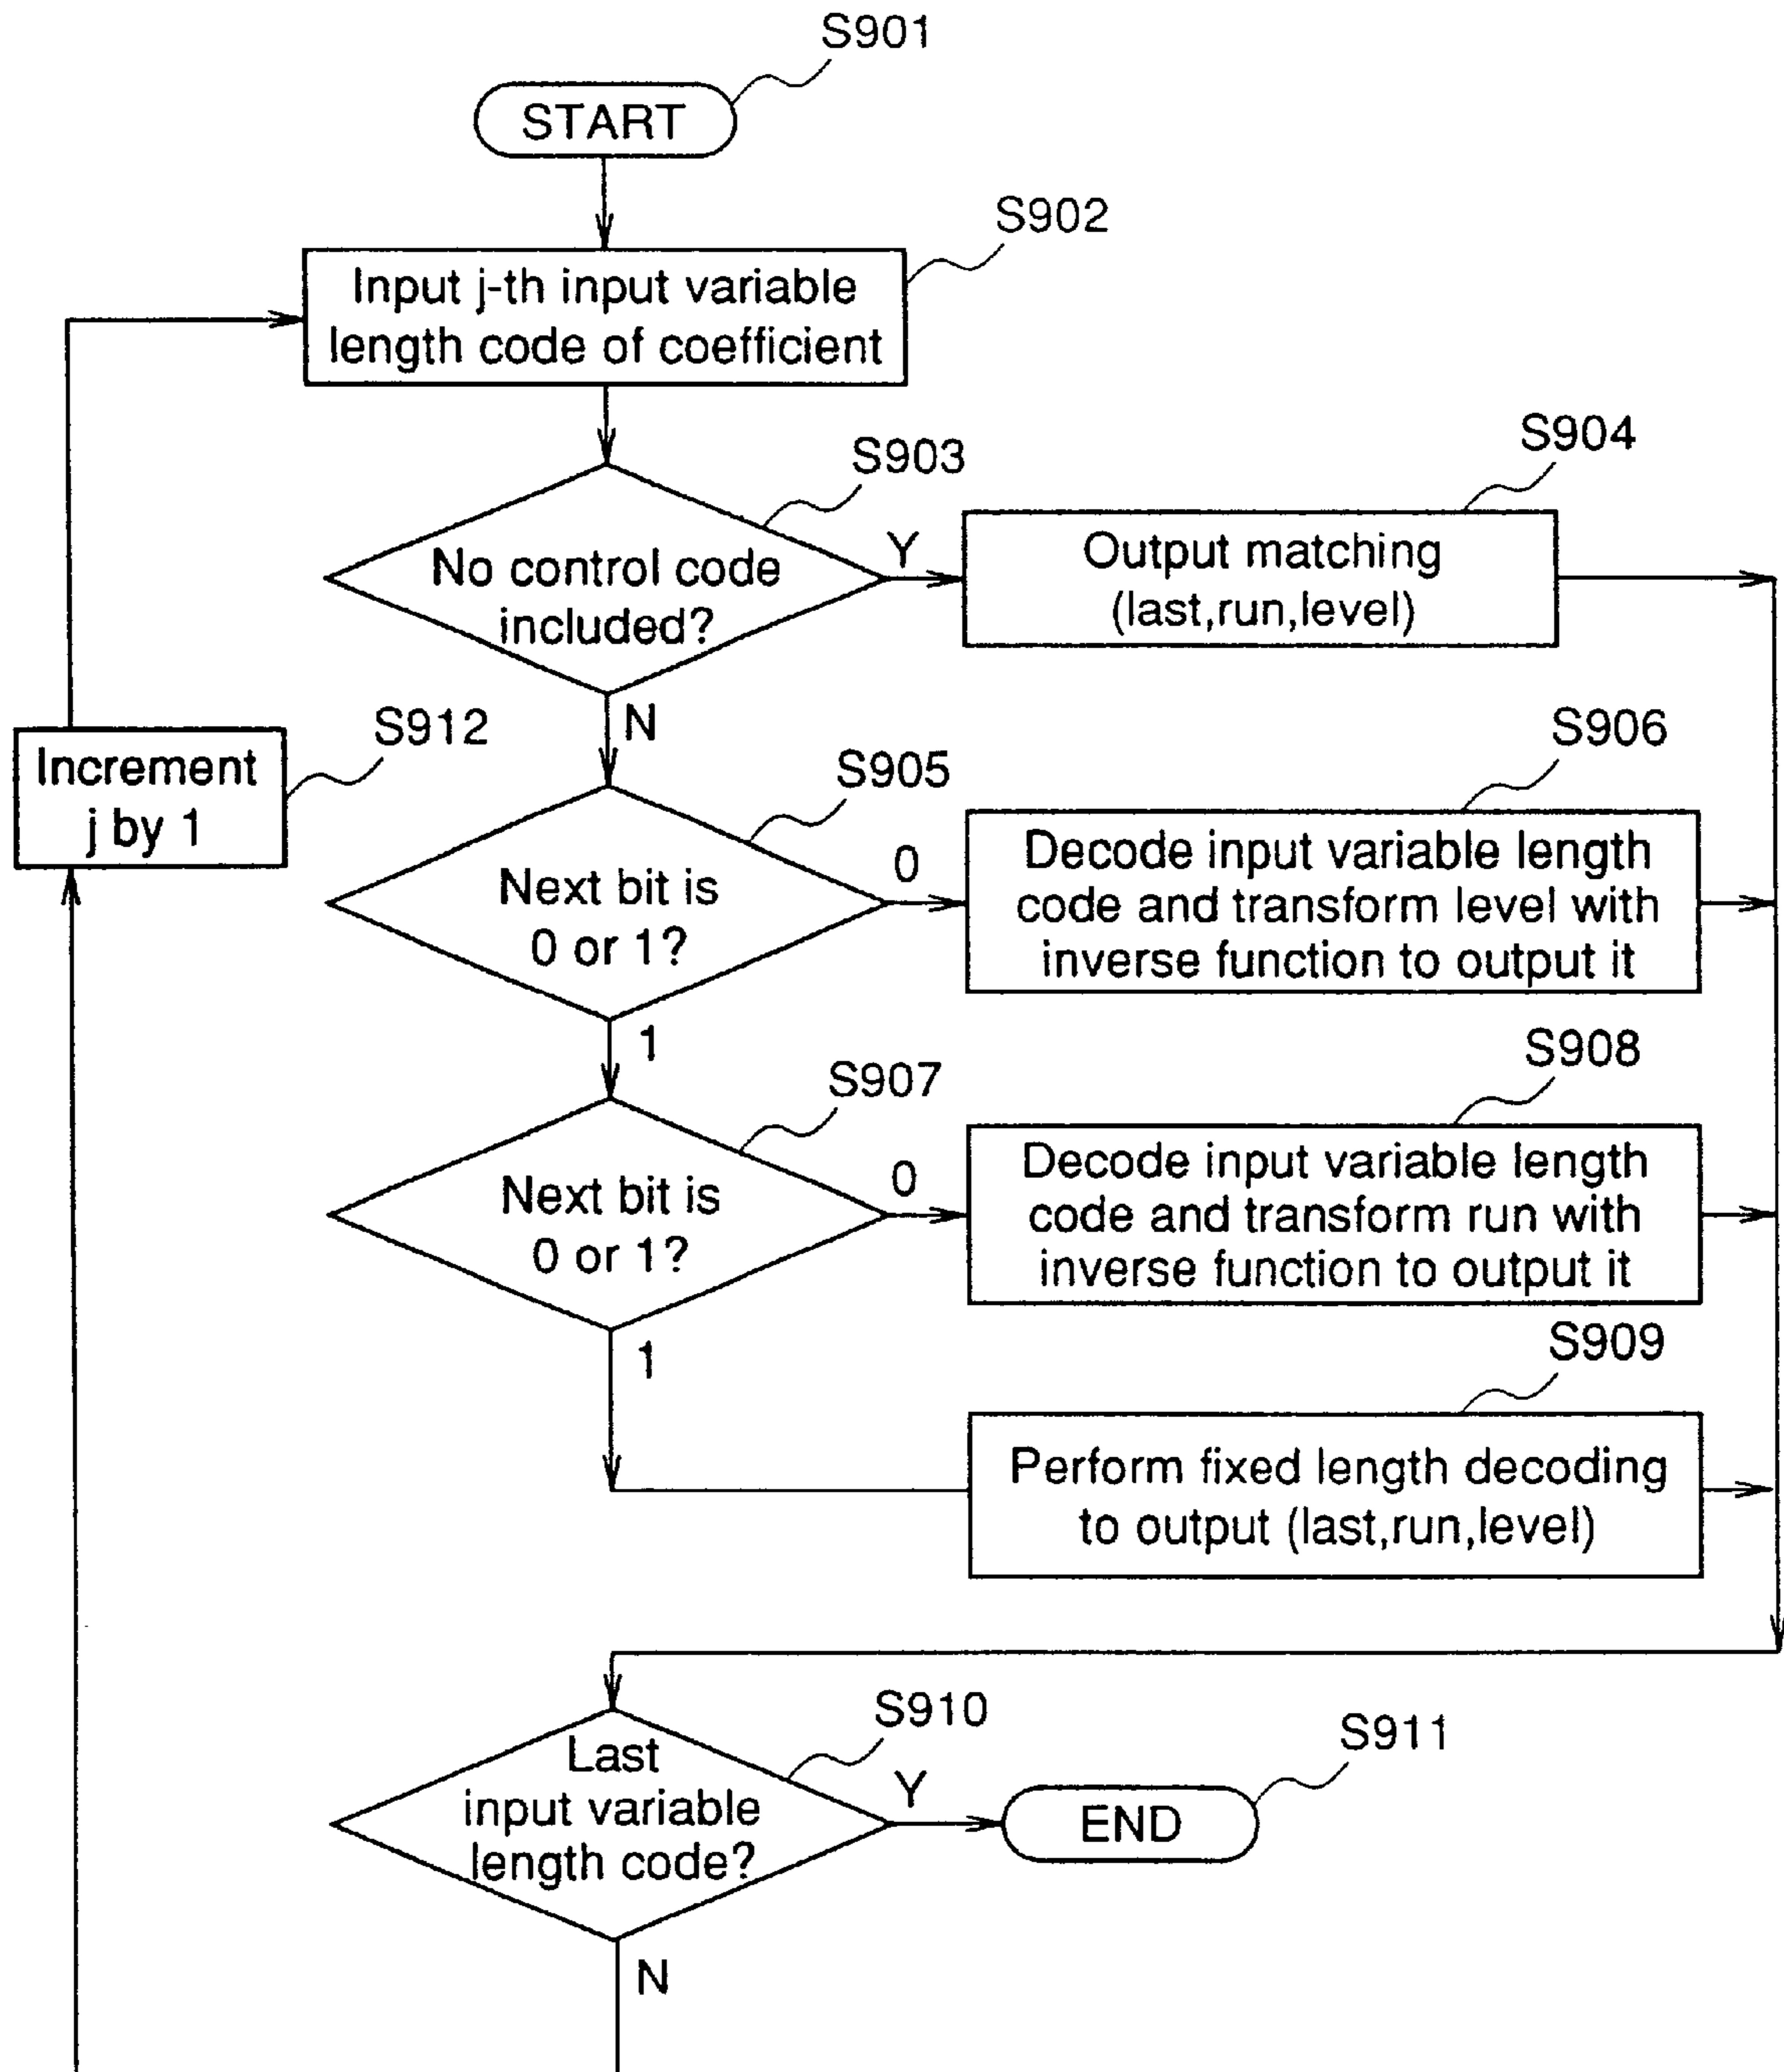 S901
START
S902
Input j-th input variable
length code of coefficient
S903
No control code
included?
Y
S904
Output matching
(last,run,level)
N
S912
Increment
j by 1
S905
Next bit is
0 or 1?
0
S906
Decode input variable length
code and transform level with
inverse function to output it
1
S907
Next bit is
0 or 1?
0
S908
Decode input variable length
code and transform run with
inverse function to output it
1
S909
Perform fixed length decoding
to output (last,run,level)
S910
Last
input variable
length code?
Y
S911
END
N